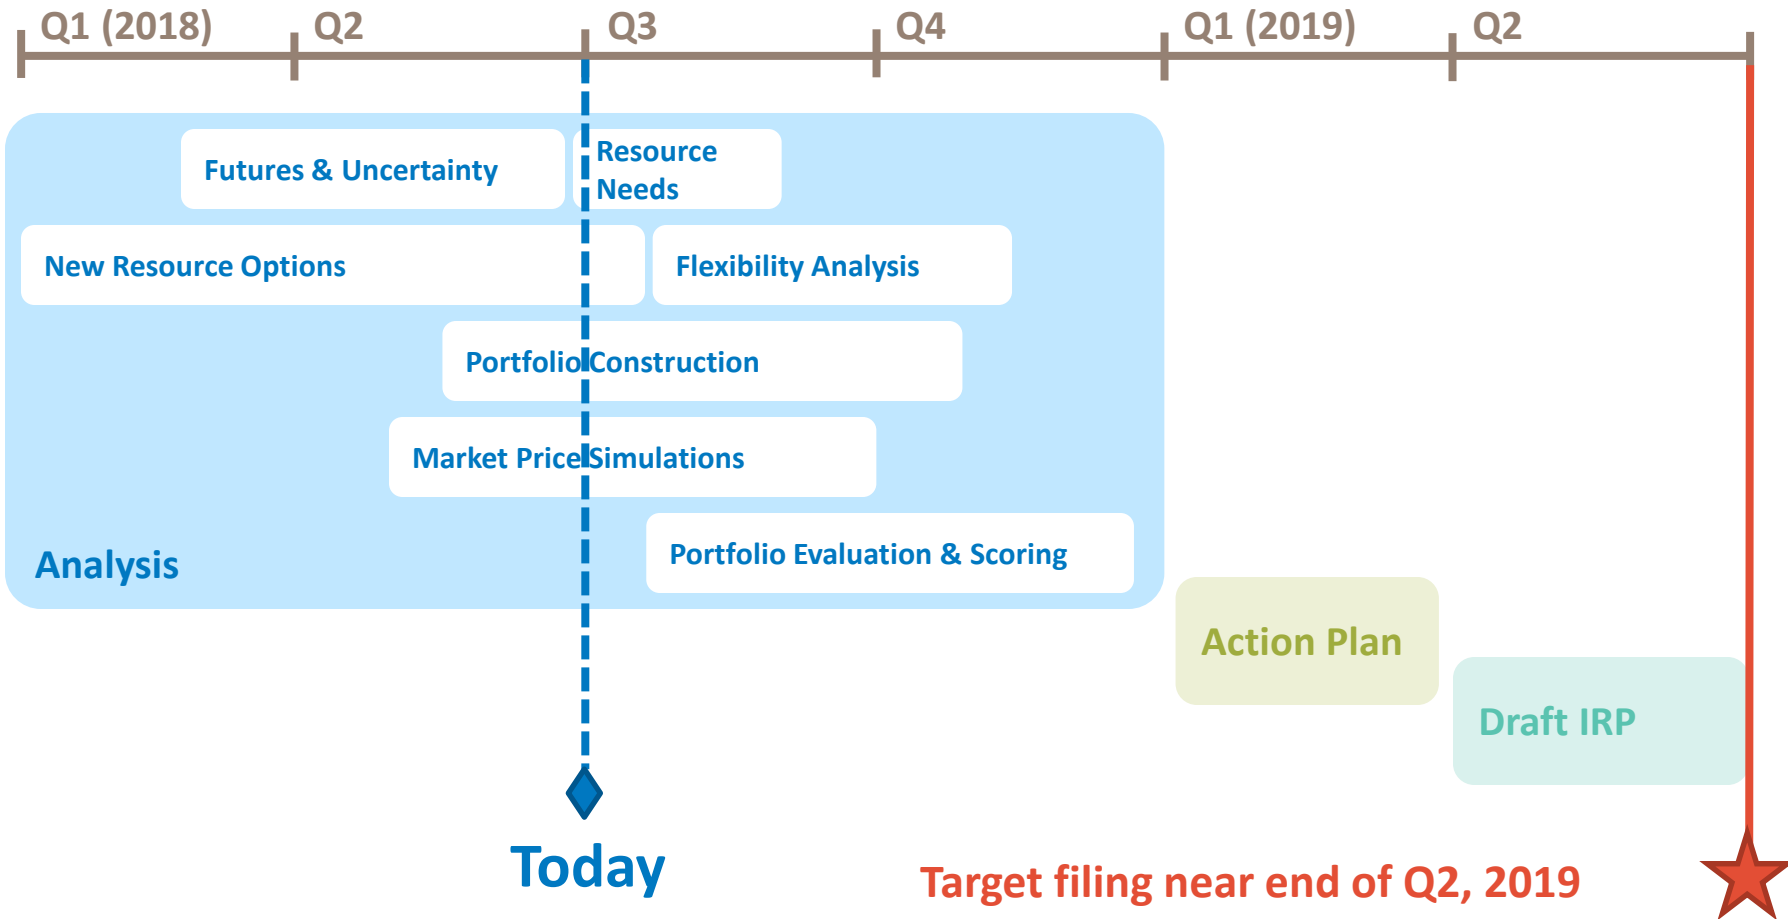 Q1 (2018)
Q2
Q3
Q4
Q1 (2019)
Q2
Futures & Uncertainty
Resource
Needs
New Resource Options
Flexibility Analysis
Portfolio Construction
Market Price Simulations
Portfolio Evaluation & Scoring
Analysis
Action Plan
Draft IRP
Today
Target filing near end of Q2, 2019